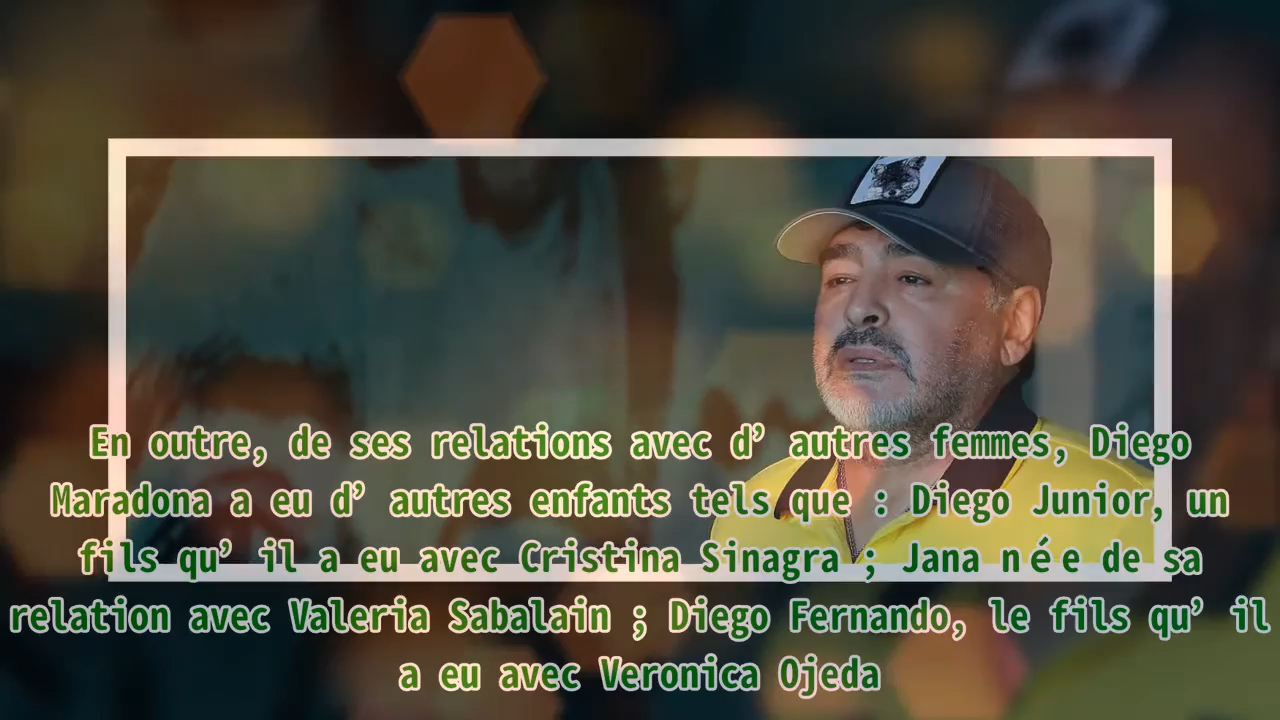 En outre, de ses relations avec d’ autres femmes, Diego
Maradona a eu d’ autres enfants tels que : Diego Junior, un
fils qu’ il a eu avec Cristina Sinagra ; Jana née de sa
relation avec Valeria Sabalain ; Diego Fernando, le fils qu’ il
a eu avec Veronica Ojeda